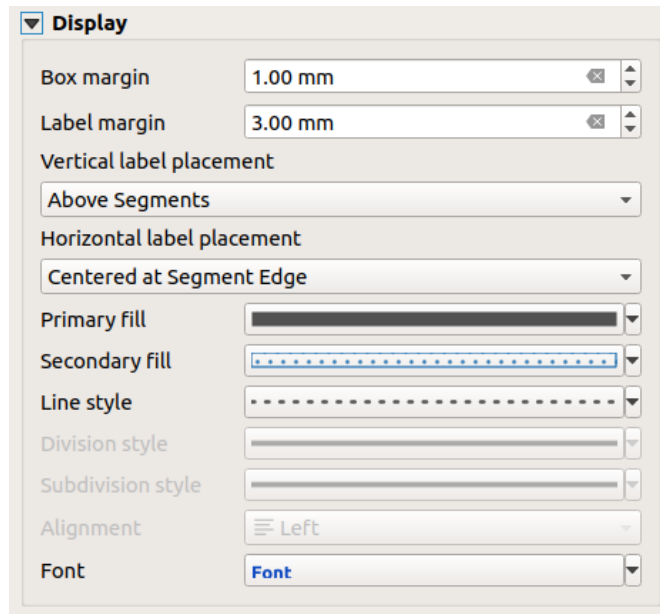 Display
Box margin 1.00 mm
Label margin 3.00 mm
Vertical label placement
Above Segments
Horizontal label placement
Centered at Segment Edge
Primary fill
Secondary fill
Line style
Division style
Subdivision style
Alignment Left
Font Font